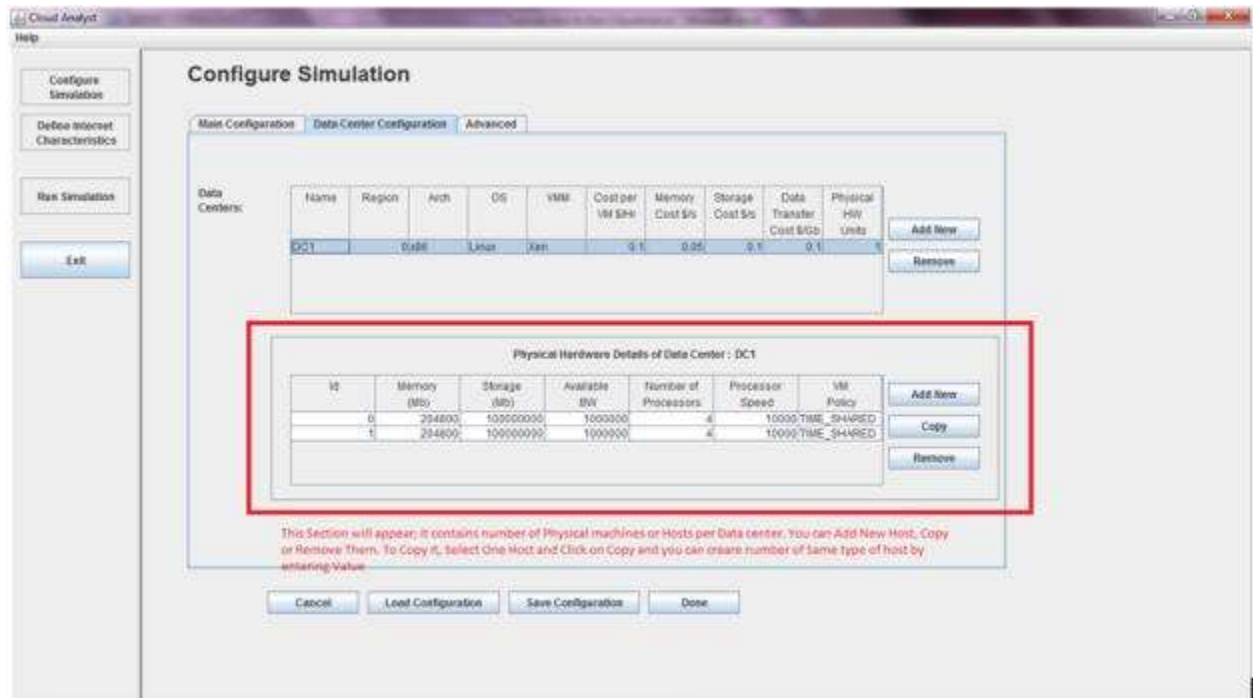 Cloud Analyst
Help
Configure Simulation
Define Internet Characteristics
Run Simulation
Exit
Configure Simulation
Main Configuration Data Center Configuration Advanced
Data Centers:
Name Region Arch OS VMM Cost per VM $/Hr Memory Cost $/s Storage Cost $/s Data Transfer Cost $/Gb Physical HW Units
DC1 0 x86 Linux Xen 0.1 0.05 0.1 0.1 1
Add New
Remove
Physical Hardware Details of Data Center : DC1
Id Memory (Mb) Storage (Mb) Available BW Number of Processors Processor Speed VM Policy
0 204800 100000000 1000000 4 10000 TIME_SHARED
1 204800 100000000 1000000 4 10000 TIME_SHARED
Add New
Copy
Remove
This Section will appear; it contains number of Physical machines or Hosts per Data center. You can Add New Host, Copy
or Remove Them. To Copy it, Select One Host and Click on Copy and you can creare number of Same type of host by
entering Value
Cancel Load Configuration Save Configuration Done